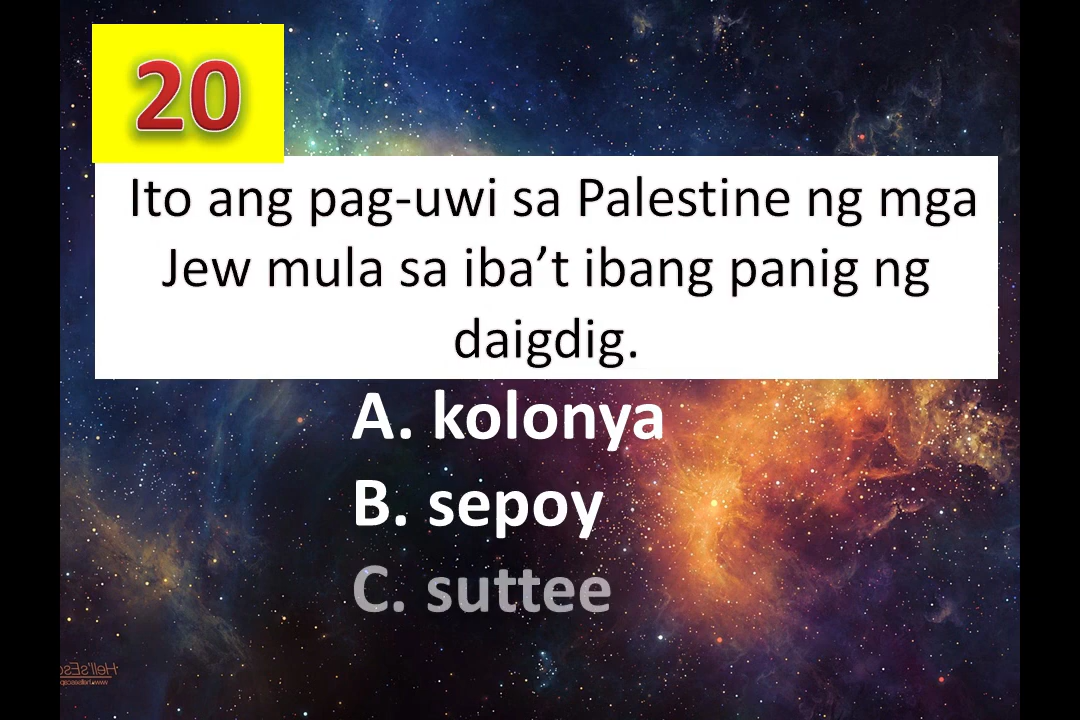 20
Ito ang pag-uwi sa Palestine ng mga
Jew mula sa iba’t ibang panig ng
daigdig.
A. kolonya
B. sepoy
C. suttee